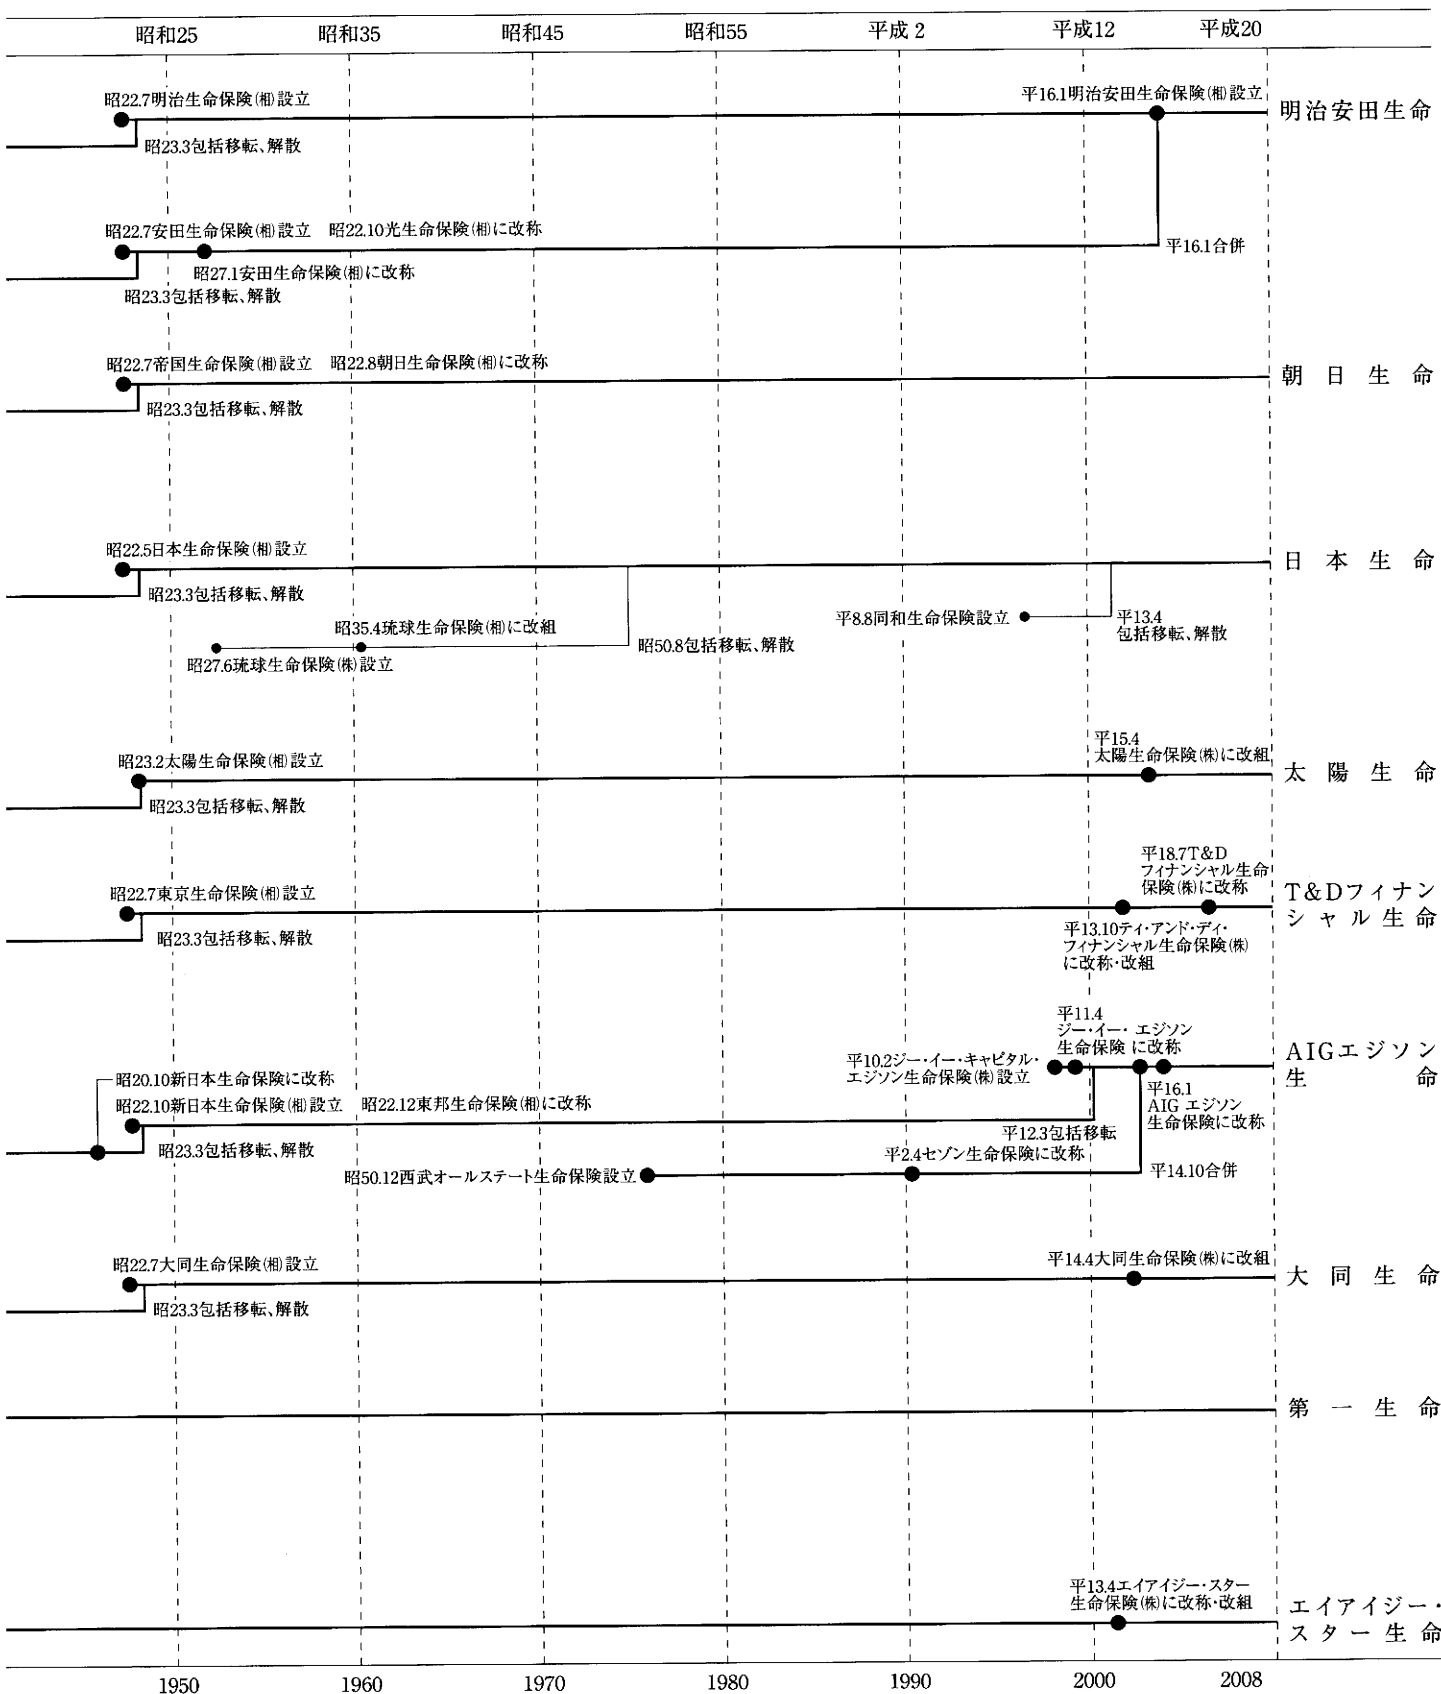 昭和25 昭和35 昭和45 昭和55 平成2 平成12 平成20
昭22.7明治生命保険(相)設立
昭23.3包括移転、解散
平16.1明治安田生命保険(相)設立
明治安田生命
昭22.7安田生命保険(相)設立 昭22.10光生命保険(相)に改称
昭27.1安田生命保険(相)に改称
昭23.3包括移転、解散
平16.1合併
昭22.7帝国生命保険(相)設立 昭22.8朝日生命保険(相)に改称
昭23.3包括移転、解散
朝日生命
昭22.5日本生命保険(相)設立
昭23.3包括移転、解散
日本生命
昭35.4琉球生命保険(相)に改組
昭27.6琉球生命保険(株)設立
昭50.8包括移転、解散
平8.8同和生命保険設立
平13.4
包括移転、解散
昭23.2太陽生命保険(相)設立
昭23.3包括移転、解散
平15.4
太陽生命保険(株)に改組
太陽生命
昭22.7東京生命保険(相)設立
昭23.3包括移転、解散
平18.7T&D
フィナンシャル生命
保険(株)に改称
平13.10ティ・アンド・ディ・
フィナンシャル生命保険(株)
に改称・改組
T&Dフィナン
シャル生命
昭20.10新日本生命保険に改称
昭22.10新日本生命保険(相)設立 昭22.12東邦生命保険(相)に改称
昭23.3包括移転、解散
平10.2ジー・イー・キャピタル・
エジソン生命保険(株)設立
平11.4
ジー・イー・エジソン
生命保険に改称
平16.1
AIG エジソン
生命保険に改称
平12.3包括移転
昭50.12西武オールステート生命保険設立
平2.4セゾン生命保険に改称
平14.10合併
AIGエジソン
生命
昭22.7大同生命保険(相)設立
昭23.3包括移転、解散
平14.4大同生命保険(株)に改組
大同生命
第一生命
平13.4エイアイジー・スター
生命保険(株)に改称・改組
エイアイジー・
スター生命
1950 1960 1970 1980 1990 2000 2008